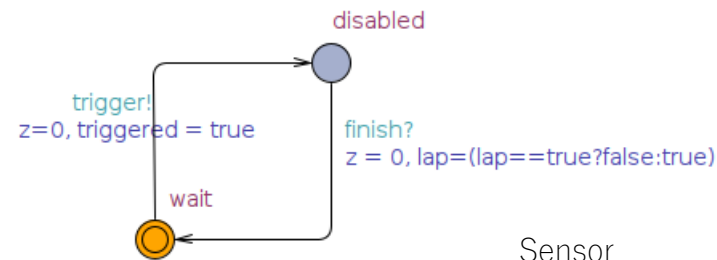 disabled
trigger!
z=0, triggered = true
finish?
z = 0, lap=(lap==true?false:true)
wait
Sensor